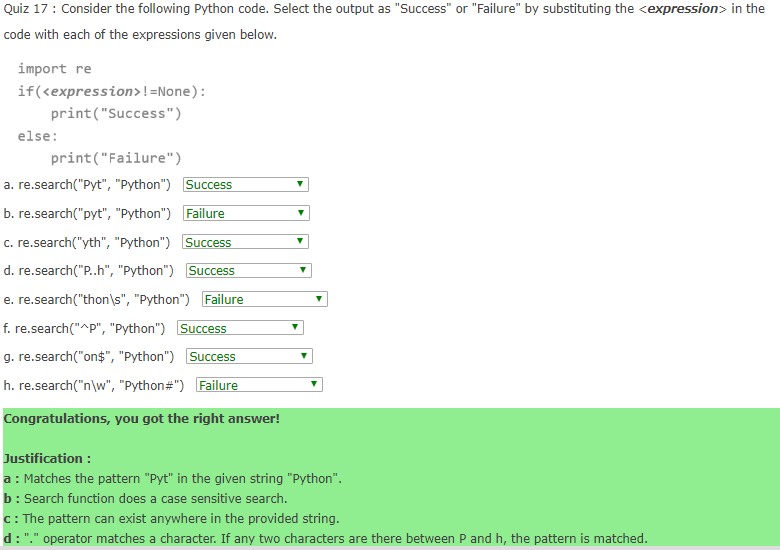 Quiz 17 : Consider the following Python code. Select the output as "Success" or "Failure" by substituting the <expression> in the
code with each of the expressions given below.
import re
if(<expression>!=None):
    print("Success")
else:
    print("Failure")
a. re.search("Pyt", "Python") Success
b. re.search("pyt", "Python") Failure
c. re.search("yth", "Python") Success
d. re.search("P..h", "Python") Success
e. re.search("thon\s", "Python") Failure
f. re.search("^P", "Python") Success
g. re.search("on$", "Python") Success
h. re.search("n\w", "Python#") Failure
Congratulations, you got the right answer!
Justification :
a : Matches the pattern "Pyt" in the given string "Python".
b : Search function does a case sensitive search.
c : The pattern can exist anywhere in the provided string.
d : "." operator matches a character. If any two characters are there between P and h, the pattern is matched.